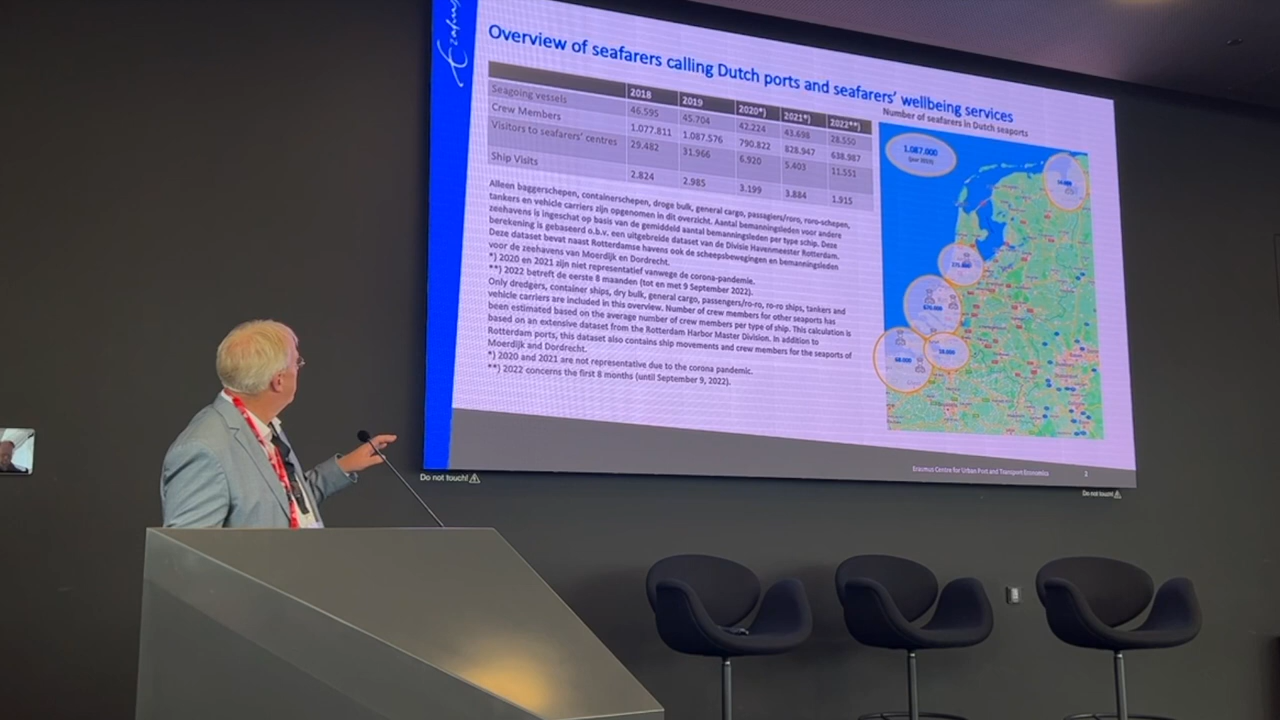 Erasmus
Overview of seafarers calling Dutch ports and seafarers' wellbeing services
2018 2019 2020*) 2021*) 2022**)
Seagoing vessels 46.595 45.704 42.224 43.698 28.550
Crew Members 1.077.811 1.087.576 790.822 828.947 638.987
Visitors to seafarers' centres 29.482 31.966 6.920 5.403 11.551
Ship Visits 2.824 2.985 3.199 3.884 1.915
Alleen baggerschepen, containerschepen, droge bulk, general cargo, passagiers/roro, roro-schepen,
tankers en vehicle carriers zijn opgenomen in dit overzicht. Aantal bemanningsleden voor andere
zeehavens is ingeschat op basis van de gemiddeld aantal bemanningsleden per type schip. Deze
berekening is gebaseerd o.b.v. een uitgebreide dataset van de Divisie Havenmeester Rotterdam.
Deze dataset bevat naast Rotterdamse havens ook de scheepsbewegingen en bemanningsleden
voor de zeehavens van Moerdijk en Dordrecht.
*) 2020 en 2021 zijn niet representatief vanwege de corona-pandemie.
**) 2022 betreft de eerste 8 maanden (tot en met 9 September 2022).
Only dredgers, container ships, dry bulk, general cargo, passengers/ro-ro, ro-ro ships, tankers and
vehicle carriers are included in this overview. Number of crew members for other seaports has
been estimated based on the average number of crew members per type of ship. This calculation is
based on an extensive dataset from the Rotterdam Harbor Master Division. In addition to
Rotterdam ports, this dataset also contains ship movements and crew members for the seaports of
Moerdijk and Dordrecht.
*) 2020 and 2021 are not representative due to the corona pandemic.
**) 2022 concerns the first 8 months (until September 9, 2022).
Number of seafarers in Dutch seaports
1.087.000
Erasmus Centre for Urban Port and Transport Economics
2
Do not touch!
Do not touch!